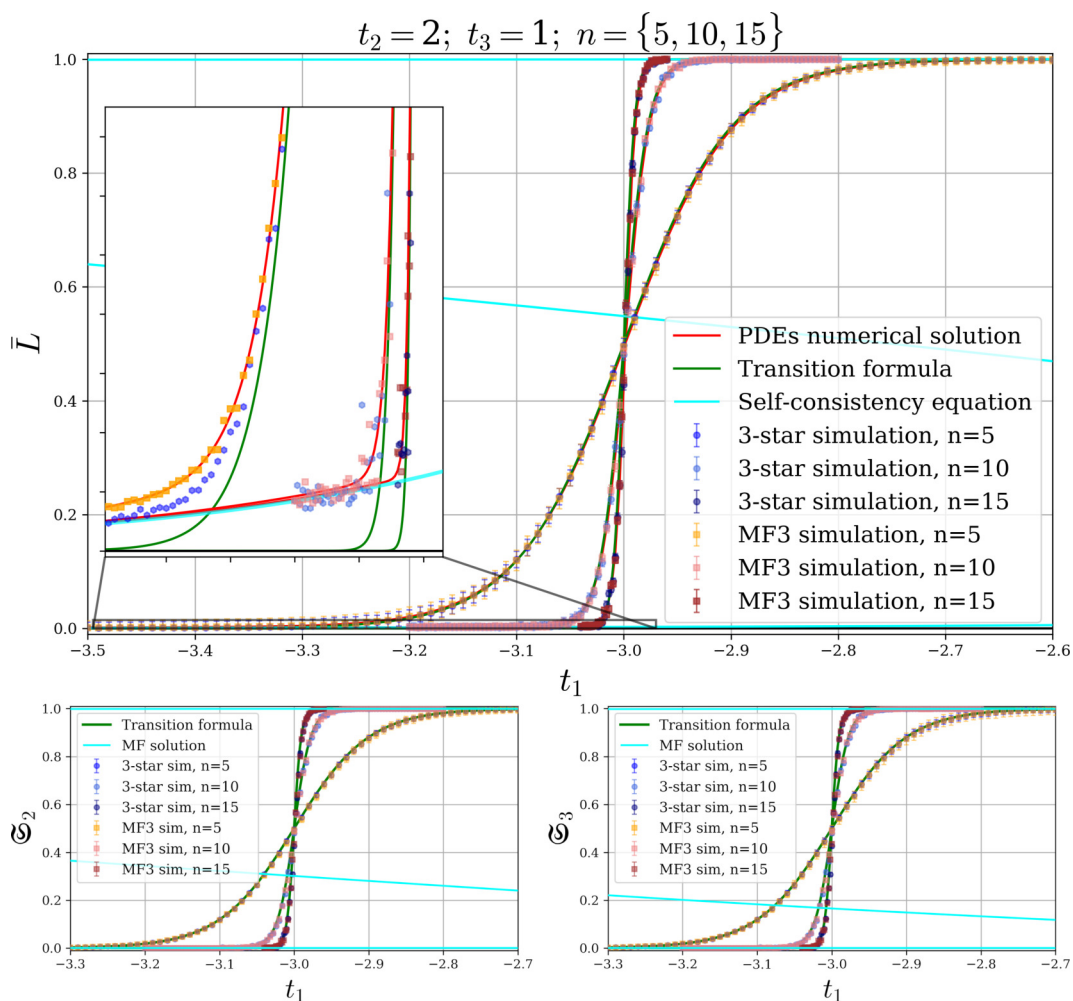 t₂ = 2; t₃ = 1; n = {5, 10, 15}
1.0
0.8
0.6
0.4
0.2
0.0
L̄
PDEs numerical solution
Transition formula
Self-consistency equation
3-star simulation, n=5
3-star simulation, n=10
3-star simulation, n=15
MF3 simulation, n=5
MF3 simulation, n=10
MF3 simulation, n=15
−3.5 −3.4 −3.3 −3.2 −3.1 −3.0 −2.9 −2.8 −2.7 −2.6
t₁
1.0
0.8
0.6
0.4
0.2
0.0
𝔖₂
Transition formula
MF solution
3-star sim, n=5
3-star sim, n=10
3-star sim, n=15
MF3 sim, n=5
MF3 sim, n=10
MF3 sim, n=15
−3.3 −3.2 −3.1 −3.0 −2.9 −2.8 −2.7
t₁
1.0
0.8
0.6
0.4
0.2
0.0
𝔖₃
Transition formula
MF solution
3-star sim, n=5
3-star sim, n=10
3-star sim, n=15
MF3 sim, n=5
MF3 sim, n=10
MF3 sim, n=15
−3.3 −3.2 −3.1 −3.0 −2.9 −2.8 −2.7
t₁